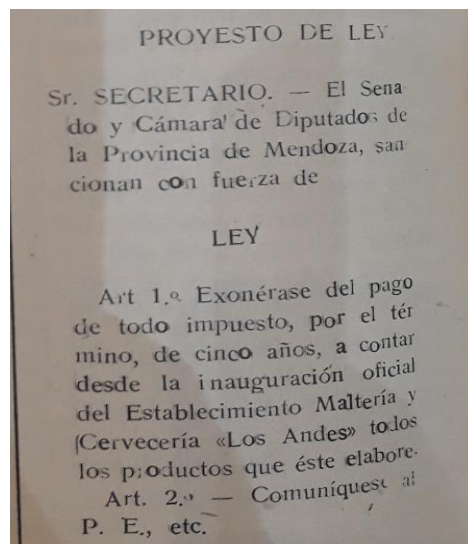 PROYESTO DE LEY
Sr. SECRETARIO. — El Sena
do y Cámara de Diputados de
la Provincia de Mendoza, san
cionan con fuerza de
LEY
Art 1.º Exonérase del pago
de todo impuesto, por el tér
mino, de cinco años, a contar
desde la inauguración oficial
del Establecimiento Maltería y
Cervecería «Los Andes» todos
los productos que éste elabore.
Art. 2.º — Comuníquese al
P. E., etc.